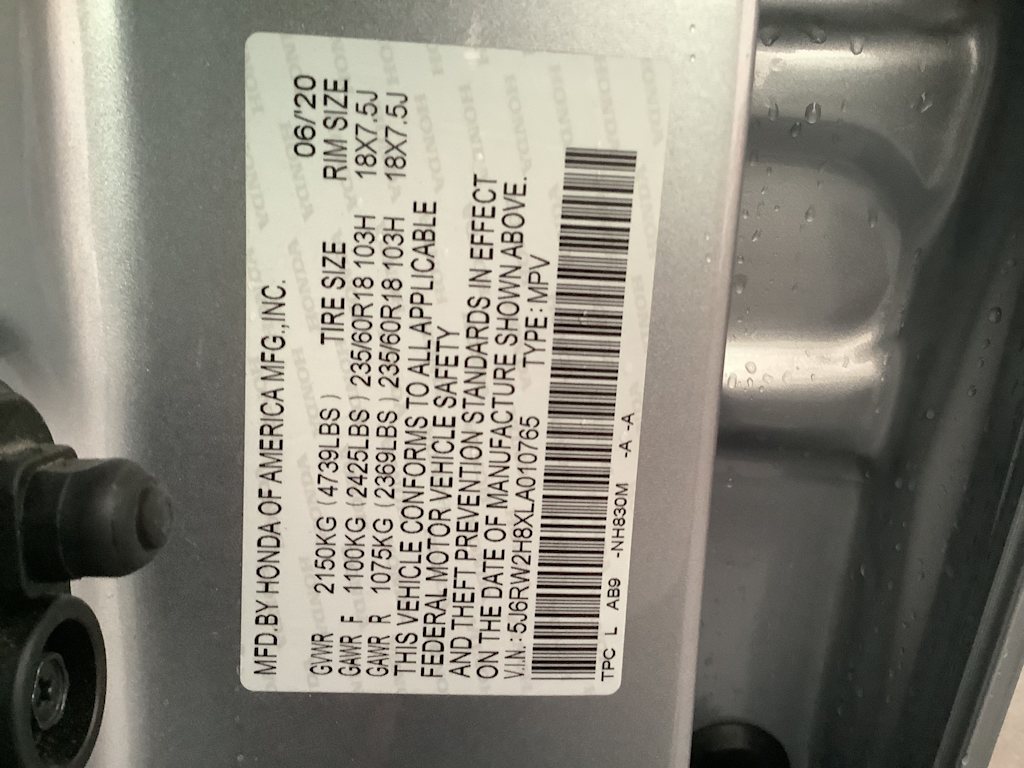 MFD.BY HONDA OF AMERICA MFG.,INC. 06/'20
GVWR 2150KG (4739LBS) TIRE SIZE RIM SIZE
GAWR F 1100KG (2425LBS) 235/60R18 103H 18X7.5J
GAWR R 1075KG (2369LBS) 235/60R18 103H 18X7.5J
THIS VEHICLE CONFORMS TO ALL APPLICABLE
FEDERAL MOTOR VEHICLE SAFETY
AND THEFT PREVENTION STANDARDS IN EFFECT
ON THE DATE OF MANUFACTURE SHOWN ABOVE.
V.I.N.: 5J6RW2H8XLA010765 TYPE: MPV
TPC L AB9 -NH830M -A -A